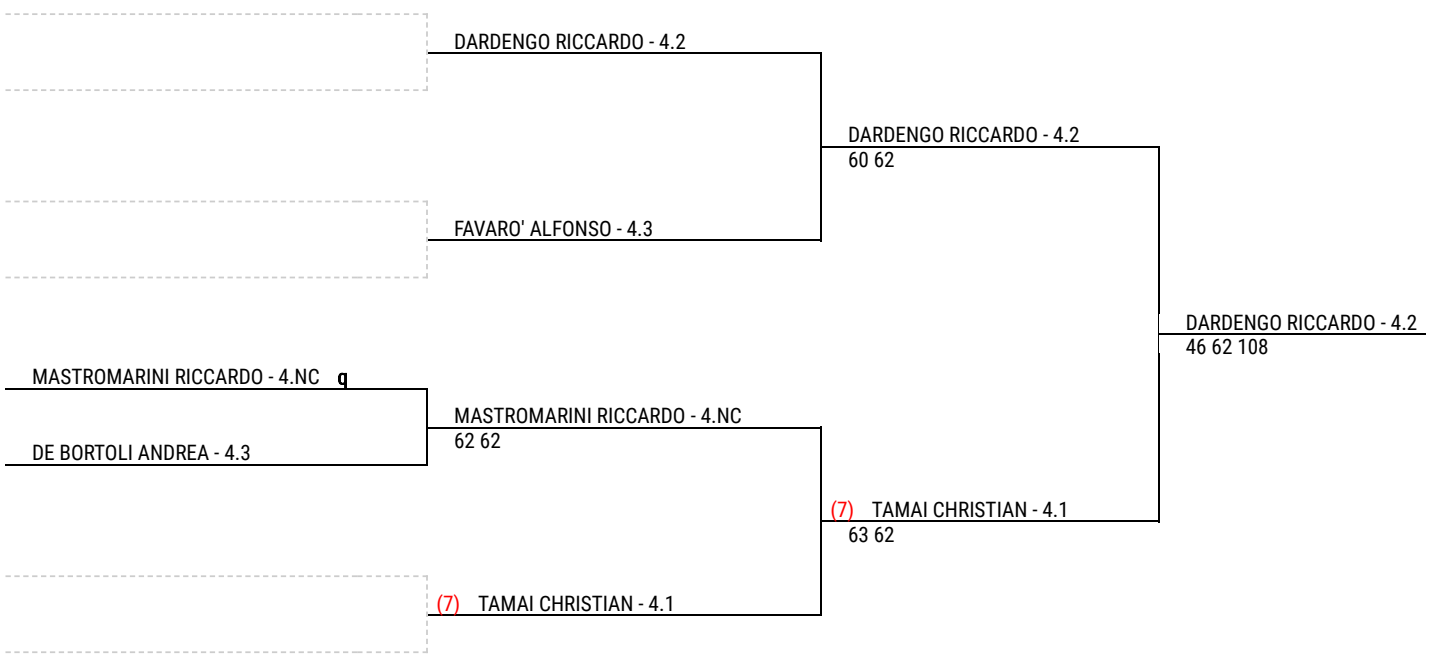 DARDENGO RICCARDO - 4.2
DARDENGO RICCARDO - 4.2
60 62
FAVARO' ALFONSO - 4.3
DARDENGO RICCARDO - 4.2
46 62 108
MASTROMARINI RICCARDO - 4.NC q
MASTROMARINI RICCARDO - 4.NC
62 62
DE BORTOLI ANDREA - 4.3
(7) TAMAI CHRISTIAN - 4.1
63 62
(7) TAMAI CHRISTIAN - 4.1